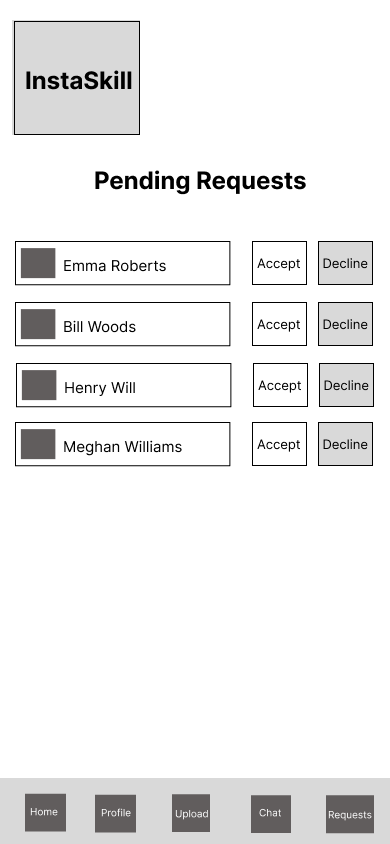 InstaSkill
Pending Requests
Emma Roberts Accept Decline
Bill Woods Accept Decline
Henry Will Accept Decline
Meghan Williams Accept Decline
Home Profile Upload Chat Requests